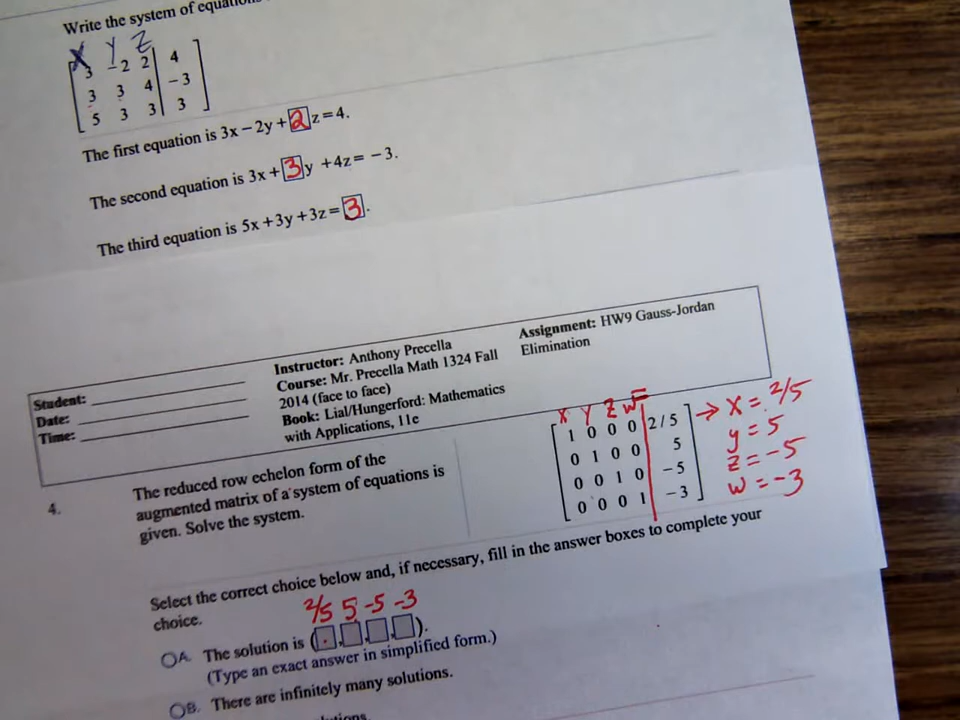 Write the system of
X Y Z
3 -2 2 4
3 3 4 -3
5 3 3 3
The first equation is 3x - 2y + 2 z = 4.
The second equation is 3x + 3 y + 4z = -3.
The third equation is 5x + 3y + 3z = 3.
Student:
Date:
Time:
Instructor: Anthony Precella
Course: Mr. Precella Math 1324 Fall
2014 (face to face)
Book: Lial/Hungerford: Mathematics
with Applications, 11e
Assignment: HW9 Gauss-Jordan
Elimination
4.
The reduced row echelon form of the
augmented matrix of a system of equations is
given. Solve the system.
X Y Z W =
1 0 0 0 2/5
0 1 0 0 5
0 0 1 0 -5
0 0 0 1 -3
→ X = 2/5
y = 5
z = -5
w = -3
Select the correct choice below and, if necessary, fill in the answer boxes to complete your
choice.
2/5 5 -5 -3
A. The solution is ( , , , ).
(Type an exact answer in simplified form.)
B. There are infinitely many solutions.